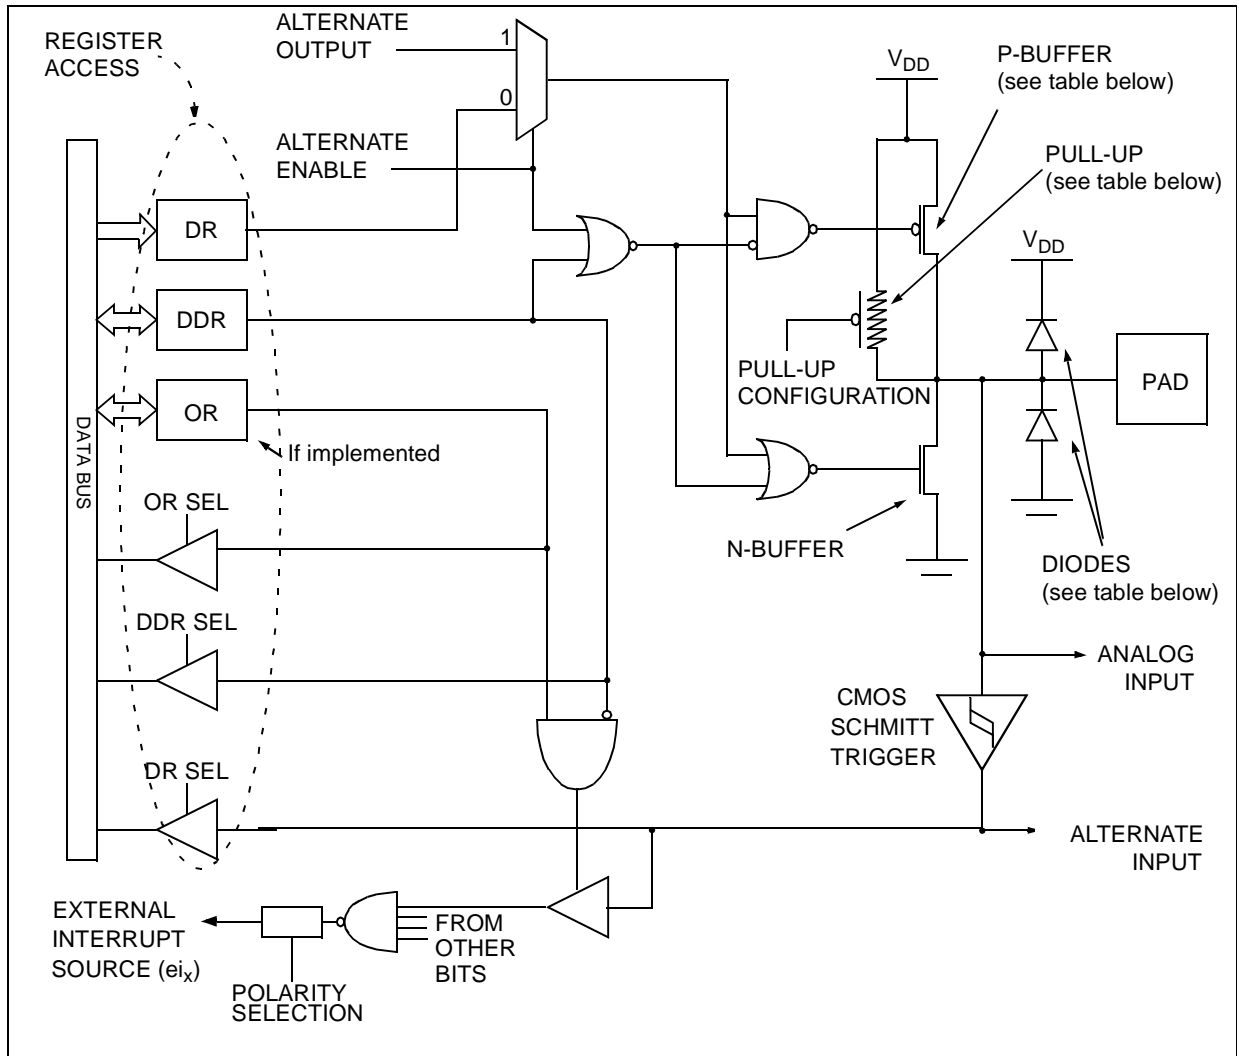 REGISTER
ACCESS
ALTERNATE
OUTPUT
1
0
ALTERNATE
ENABLE
VDD
P-BUFFER
(see table below)
PULL-UP
(see table below)
DR
DDR
OR
If implemented
DATA BUS
VDD
PAD
PULL-UP
CONFIGURATION
N-BUFFER
DIODES
(see table below)
OR SEL
DDR SEL
DR SEL
ANALOG
INPUT
CMOS
SCHMITT
TRIGGER
ALTERNATE
INPUT
EXTERNAL
INTERRUPT
SOURCE (eix)
FROM
OTHER
BITS
POLARITY
SELECTION